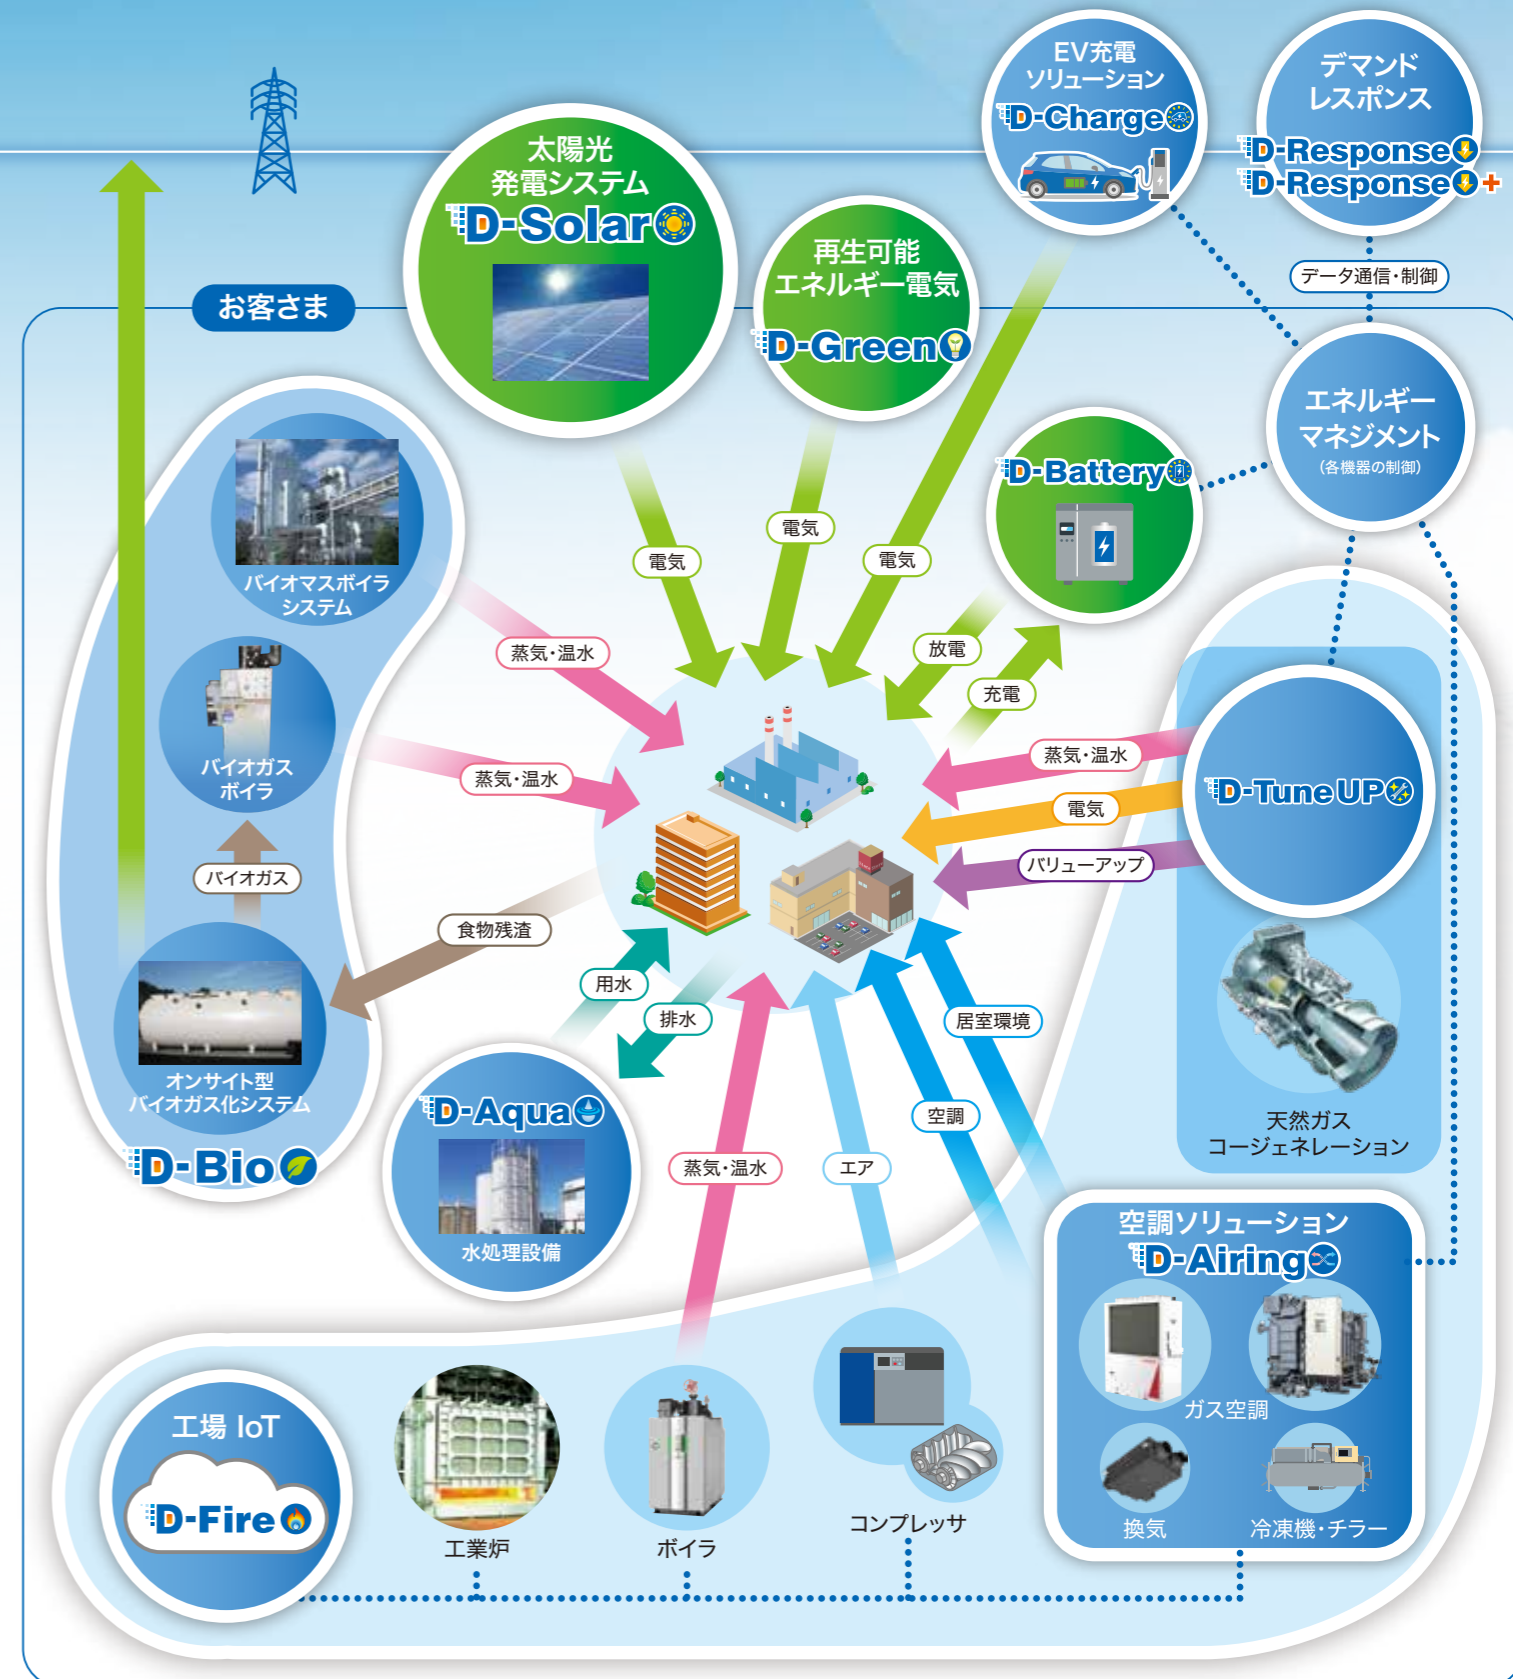 EV充電
ソリューション
D-Charge
デマンド
レスポンス
D-Response
D-Response+
データ通信・制御
太陽光
発電システム
D-Solar
再生可能
エネルギー電気
D-Green
お客さま
エネルギー
マネジメント
(各機器の制御)
D-Battery
バイオマスボイラ
システム
電気
電気
電気
放電
充電
蒸気・温水
バイオガス
ボイラ
蒸気・温水
バイオガス
食物残渣
オンサイト型
バイオガス化システム
D-Bio
蒸気・温水
電気
バリューアップ
D-TuneUP
天然ガス
コージェネレーション
用水
排水
D-Aqua
水処理設備
蒸気・温水
エア
空調
居室環境
空調ソリューション
D-Airing
ガス空調
換気
冷凍機・チラー
工場 IoT
D-Fire
工業炉
ボイラ
コンプレッサ